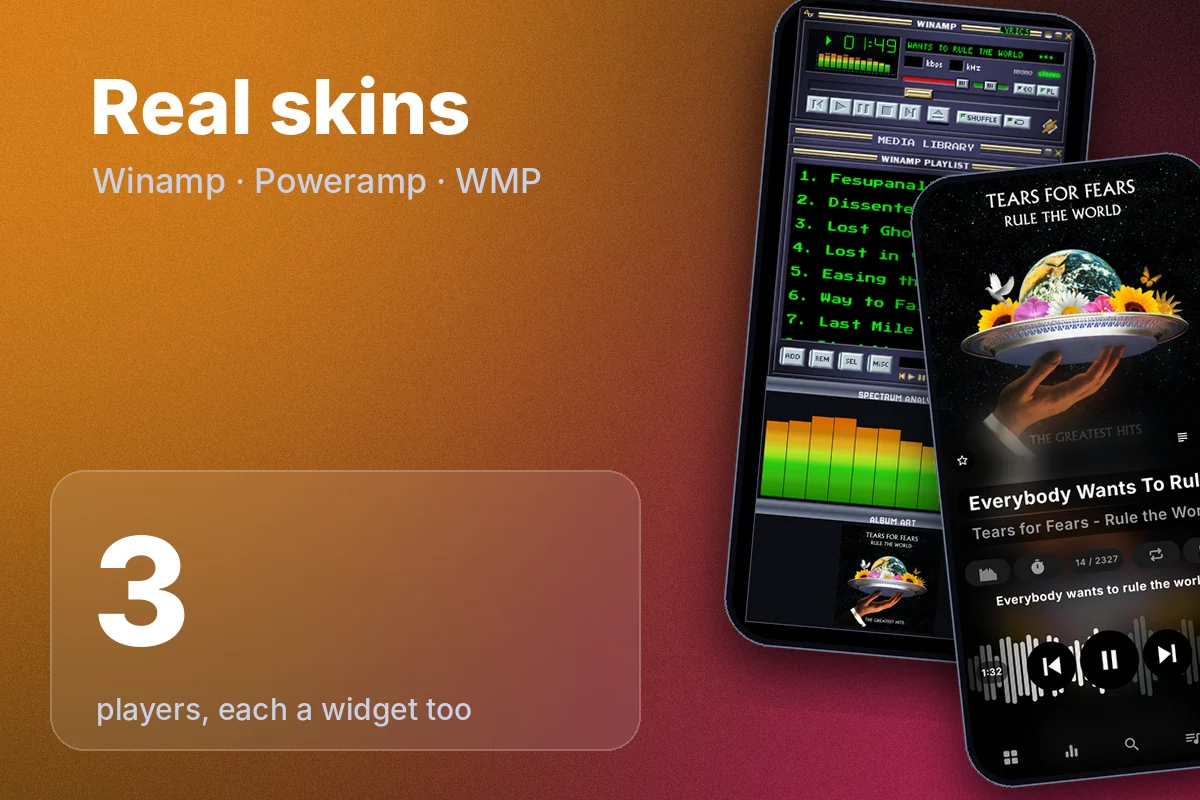 Real skins
Winamp · Poweramp · WMP
3
players, each a widget too
WINAMP
LYRICS
01:49
WANTS TO RULE THE WORLD ***
kbps
kHz
mono stereo
EQ
PL
SHUFFLE
MEDIA LIBRARY
WINAMP PLAYLIST
1. Fesupanal
2. Dissente
3. Lost Gho
4. Lost in
5. Easing th
6. Way to Fa
7. Last Mile
ADD
REM
SEL
MISC
SPECTRUM ANAL
ALBUM ART
TEARS FOR FEARS
RULE THE WORLD
THE GREATEST HITS
TEARS FOR FEARS
RULE THE WORLD
THE GREATEST HITS
Everybody Wants To Rul
Tears for Fears - Rule the Wor
14 / 2327
Everybody wants to rule the worl
1:32